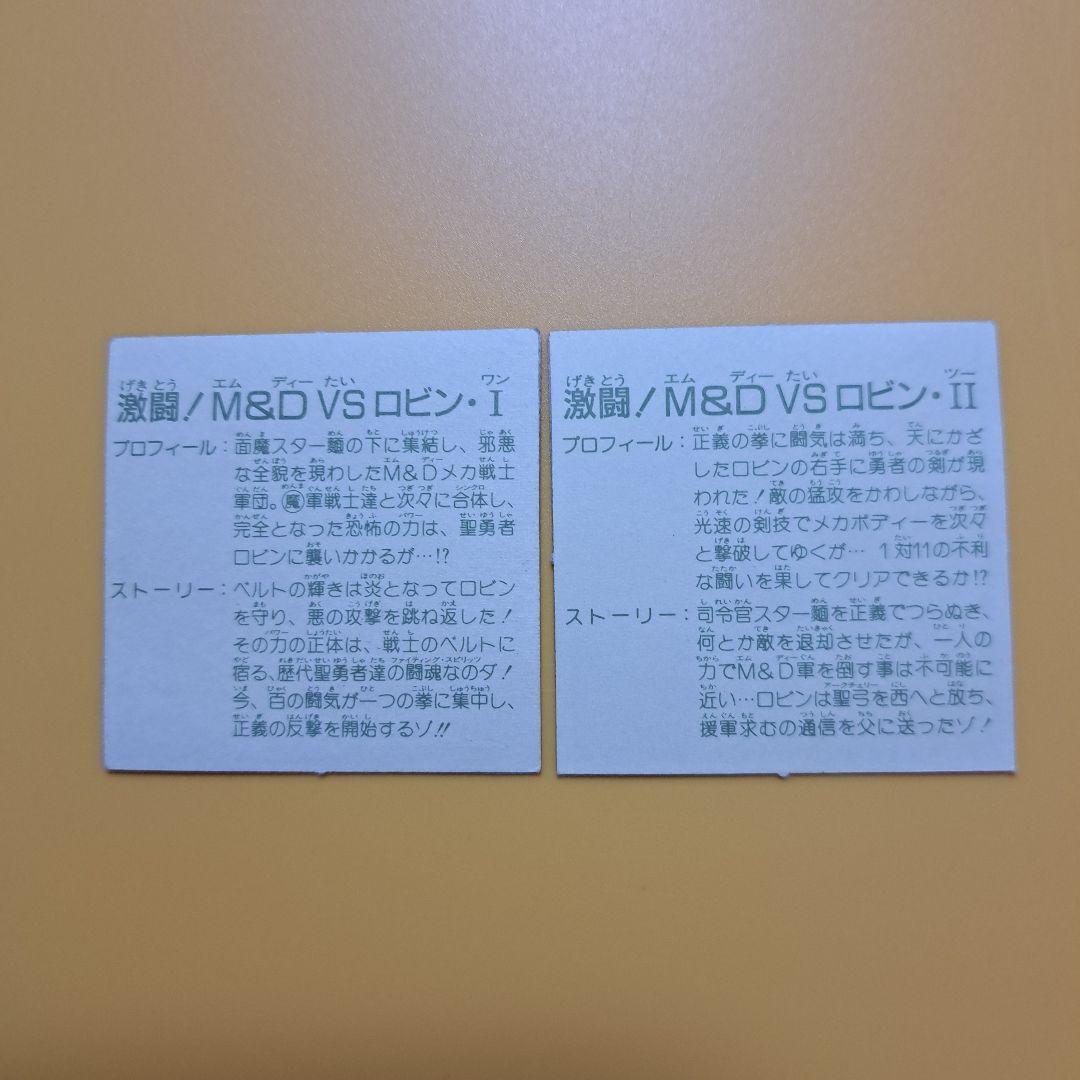 激闘!M&D VS ロビン・I
プロフィール:面魔スター麺の下に集結し、邪悪
な全貌を現わしたM&Dメカ戦士
軍団。魔軍戦士達と次々に合体し、
完全となった恐怖の力は、聖勇者
ロビンに襲いかかるが…!?
ストーリー:ベルトの輝きは炎となってロビン
を守り、悪の攻撃を跳ね返した!
その力の正体は、戦士のベルトに
宿る、歴代聖勇者達の闘魂なのダ!
今、百の闘気が一つの拳に集中し、
正義の反撃を開始するソ!!
激闘!M&D VS ロビン・II
プロフィール:正義の拳に闘気は満ち、天にかざ
したロビンの右手に勇者の剣が現
われた!敵の猛攻をかわしながら、
光速の剣技でメカボディーを次々
と撃破してゆくが… 1対11の不利
な闘いを果してクリアできるか!?
ストーリー:司令官スター麺を正義でつらぬき、
何とか敵を退却させたが、一人の
力でM&D軍を倒す事は不可能に
近い…ロビンは聖弓を西へと放ち、
援軍求むの通信を父に送ったゾ!